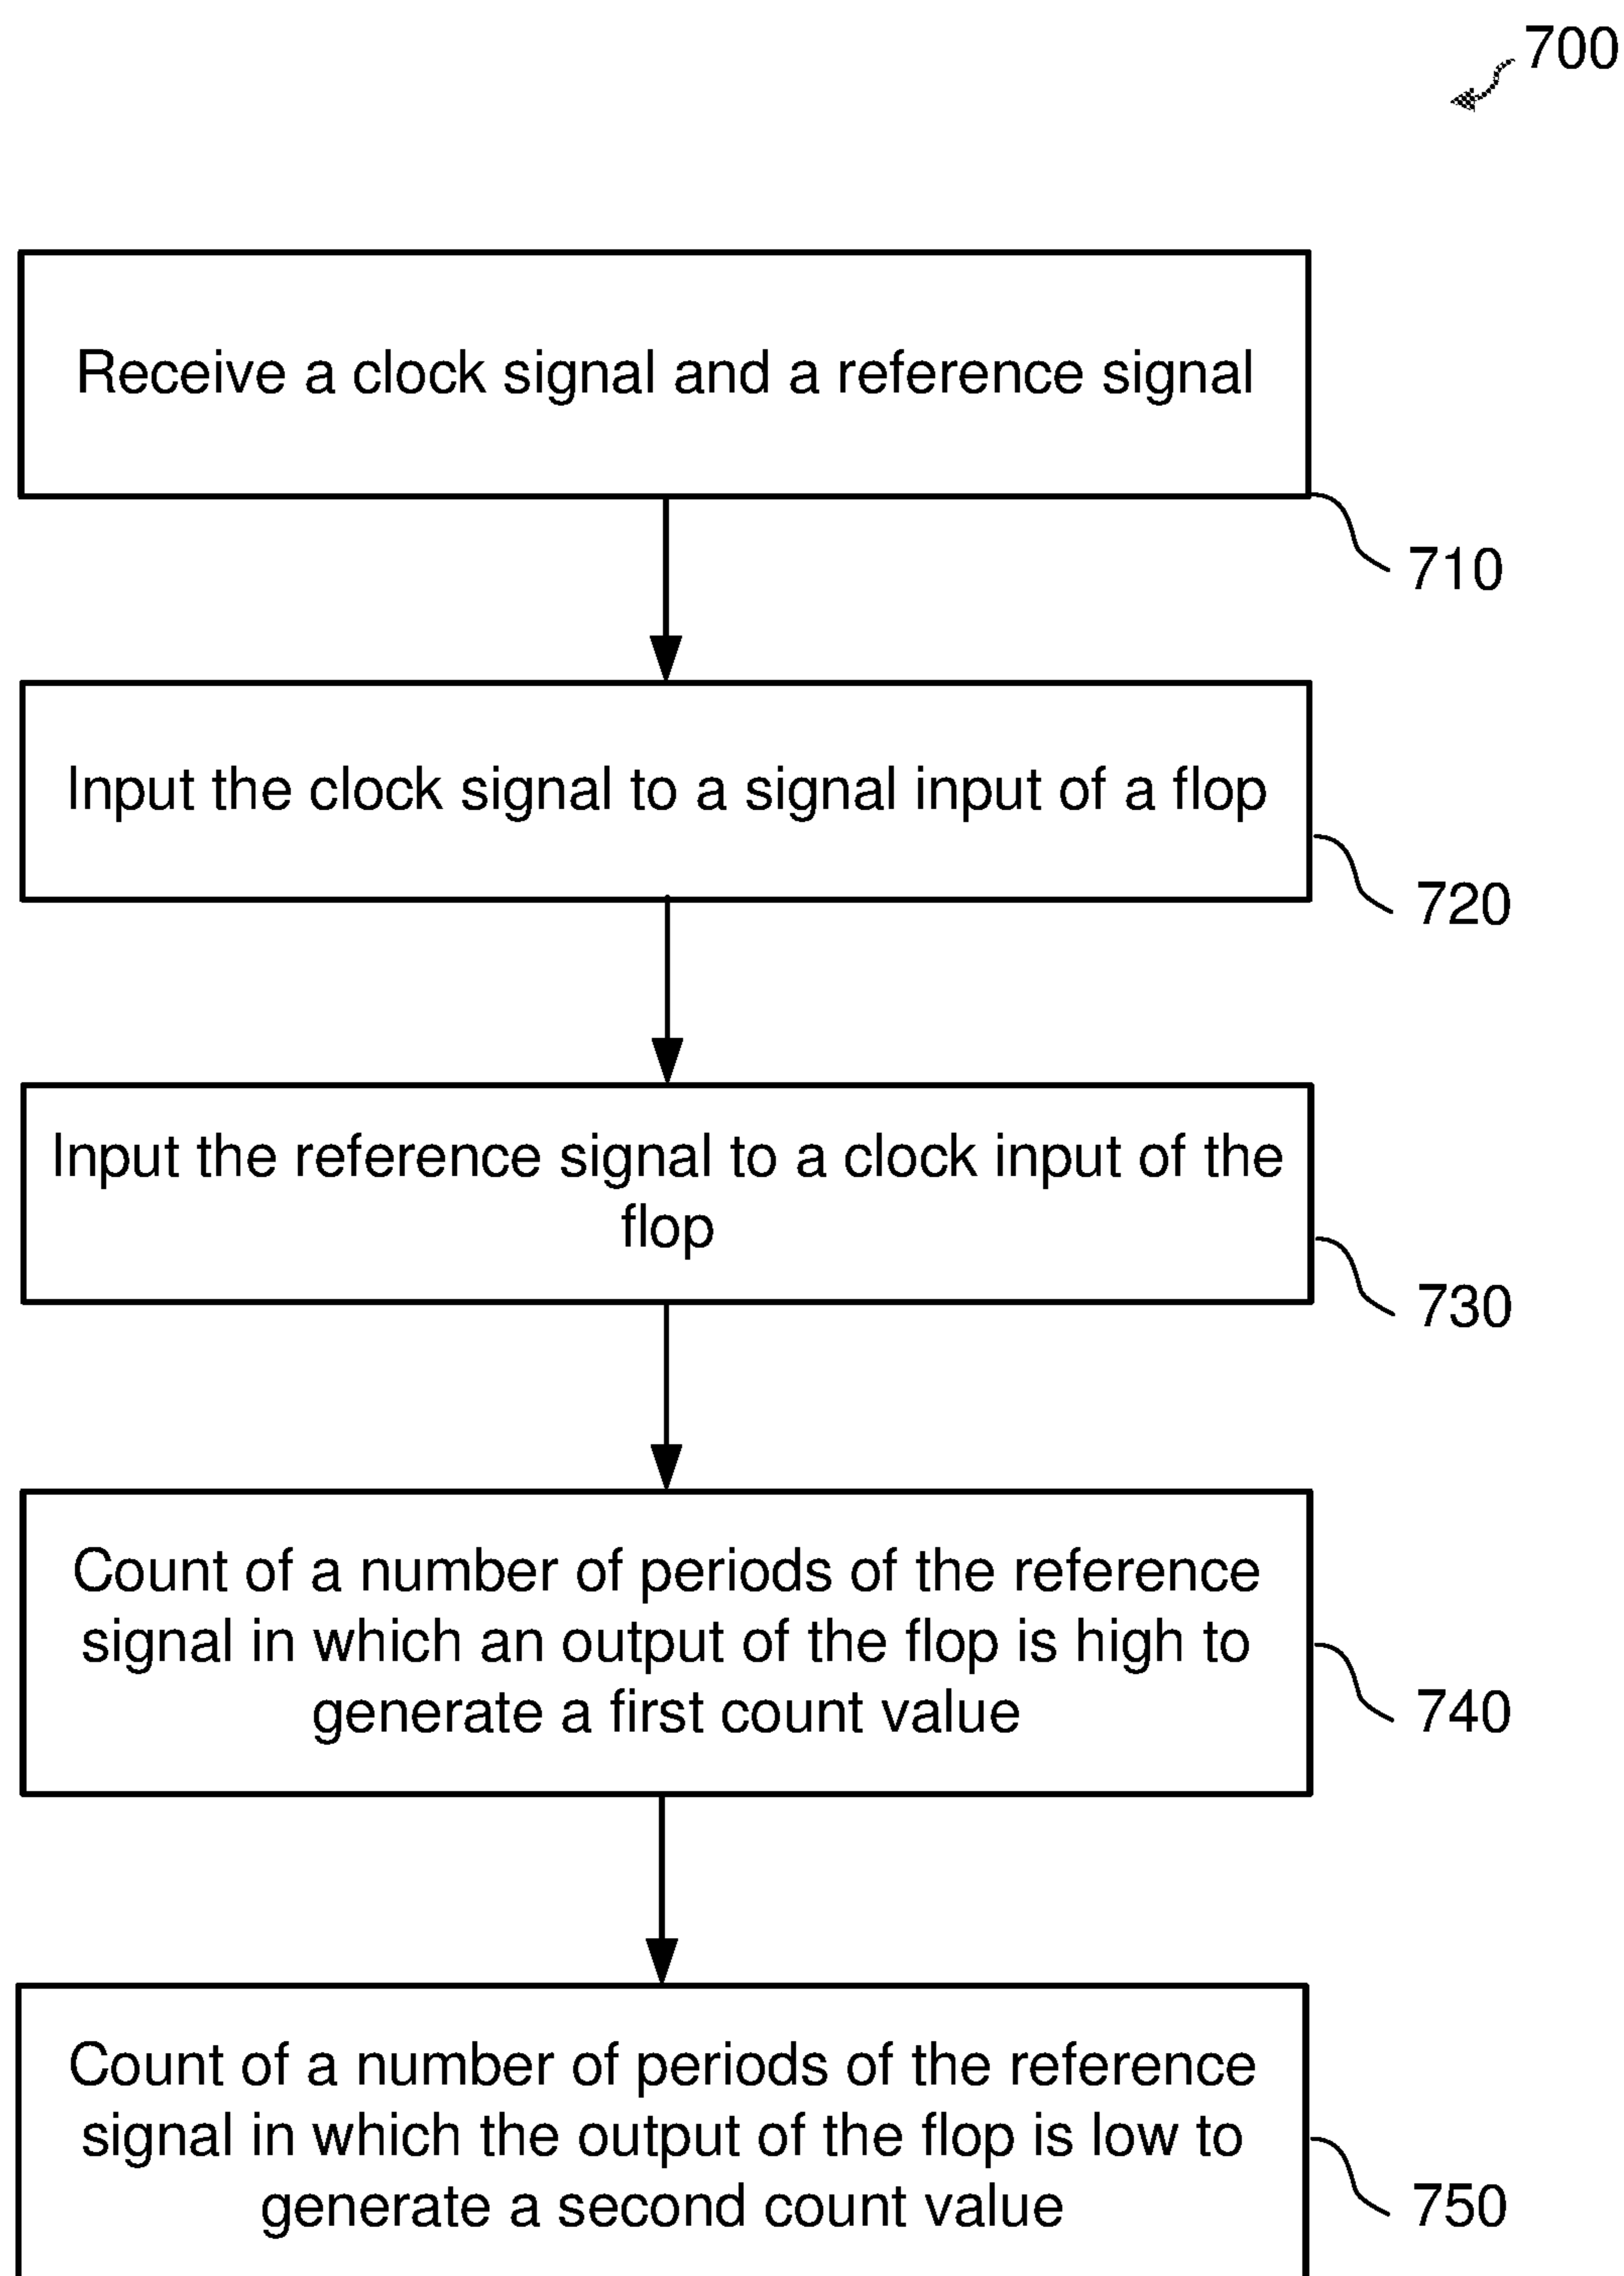 700
Receive a clock signal and a reference signal
710
Input the clock signal to a signal input of a flop
720
Input the reference signal to a clock input of the
flop
730
Count of a number of periods of the reference
signal in which an output of the flop is high to
generate a first count value
740
Count of a number of periods of the reference
signal in which the output of the flop is low to
generate a second count value
750